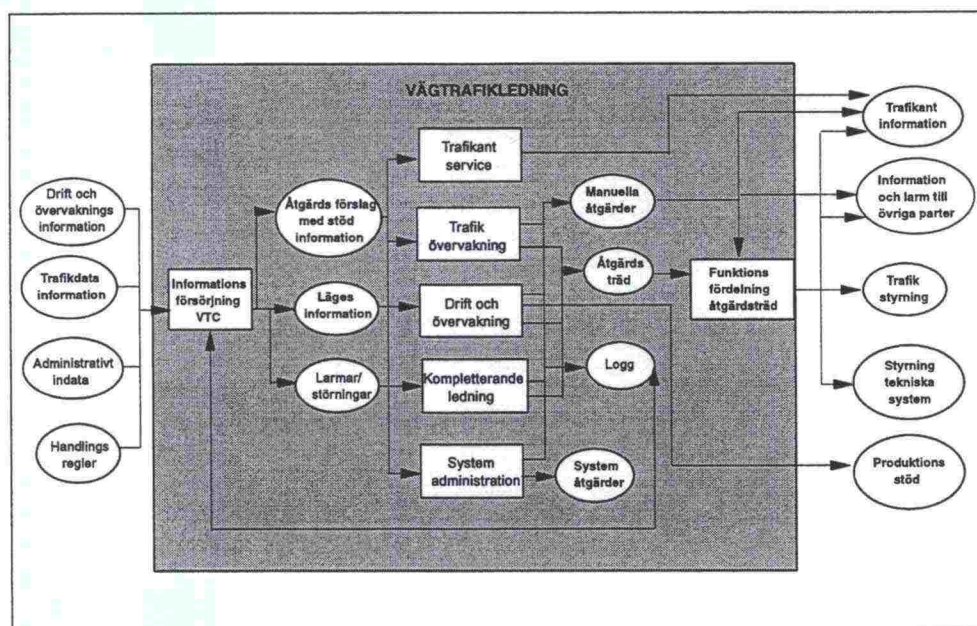 VÄGTRAFIKLEDNING
Drift och
övervaknings
information
Trafikdata
information
Administrativt
indata
Handlings
regler
Informations
försörjning
VTC
Åtgärds förslag
med stöd
information
Läges
information
Larmar/
störningar
Trafikant
service
Trafik
övervakning
Drift och
övervakning
Kompletterande
ledning
System
administration
Manuella
åtgärder
Åtgärds
träd
Logg
System
åtgärder
Funktions
fördelning
åtgärdsträd
Trafikant
information
Information
och larm till
övriga parter
Trafik
styrning
Styrning
tekniska
system
Produktions
stöd